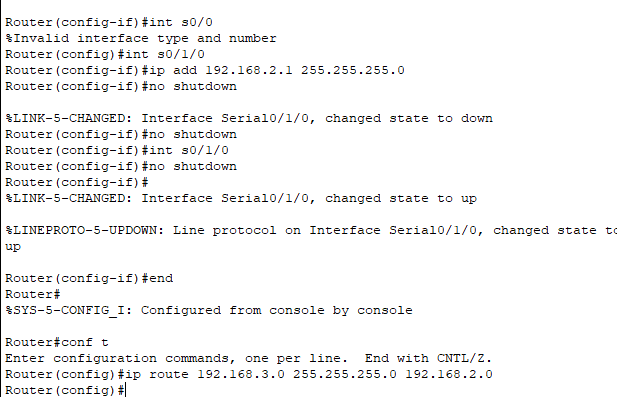 Router(config-if)#int s0/0
%Invalid interface type and number
Router(config)#int s0/1/0
Router(config-if)#ip add 192.168.2.1 255.255.255.0
Router(config-if)#no shutdown
%LINK-5-CHANGED: Interface Serial0/1/0, changed state to down
Router(config-if)#no shutdown
Router(config-if)#int s0/1/0
Router(config-if)#no shutdown
Router(config-if)#
%LINK-5-CHANGED: Interface Serial0/1/0, changed state to up
%LINEPROTO-5-UPDOWN: Line protocol on Interface Serial0/1/0, changed state to
up
Router(config-if)#end
Router#
%SYS-5-CONFIG_I: Configured from console by console
Router#conf t
Enter configuration commands, one per line.  End with CNTL/Z.
Router(config)#ip route 192.168.3.0 255.255.255.0 192.168.2.0
Router(config)#